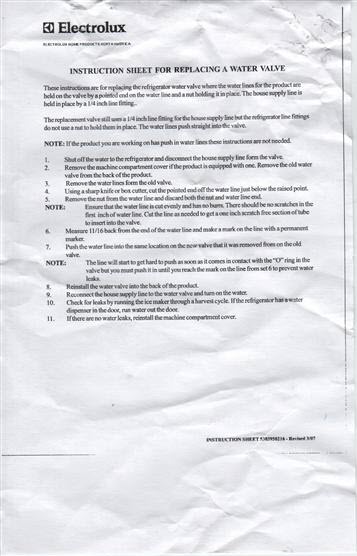 Electrolux
ELECTROLUX HOME PRODUCTS NORTH AMERICA
INSTRUCTION SHEET FOR REPLACING A WATER VALVE
These instructions are for replacing the refrigerator water valve where the water lines for the product are
held on the valve by a pointed end on the water line and a nut holding it in place. The house supply line is
held in place by a 1/4 inch line fitting..
The replacement valve still uses a 1/4 inch line fitting for the house supply line but the refrigerator line fittings
do not use a nut to hold them in place. The water lines push straight into the valve.
NOTE: If the product you are working on has push in water lines these instructions are not needed.
1. Shut off the water to the refrigerator and disconnect the house supply line form the valve.
2. Remove the machine compartment cover if the product is equipped with one. Remove the old water
valve from the back of the product.
3. Remove the water lines form the old valve.
4. Using a sharp knife or box cutter, cut the pointed end off the water line just below the raised point.
5. Remove the nut from the water line and discard both the nut and water line end.
NOTE: Ensure that the water line is cut evenly and has no burrs. There should be no scratches in the
first inch of water line. Cut the line as needed to get a one inch scratch free section of tube
to insert into the valve.
6. Measure 11/16 back from the end of the water line and make a mark on the line with a permanent
marker.
7. Push the water line into the same location on the new valve that it was removed from on the old
valve.
NOTE: The line will start to get hard to push as soon as it comes in contact with the "O" ring in the
valve but you must push it in until you reach the mark on the line from set 6 to prevent water
leaks.
8. Reinstall the water valve into the back of the product.
9. Reconnect the house supply line to the water valve and turn on the water.
10. Check for leaks by running the ice maker through a harvest cycle. If the refrigerator has a water
dispenser in the door, run water out the door.
11. If there are no water leaks, reinstall the machine compartment cover.
INSTRUCTION SHEET 5303950216 - Revised 3/07